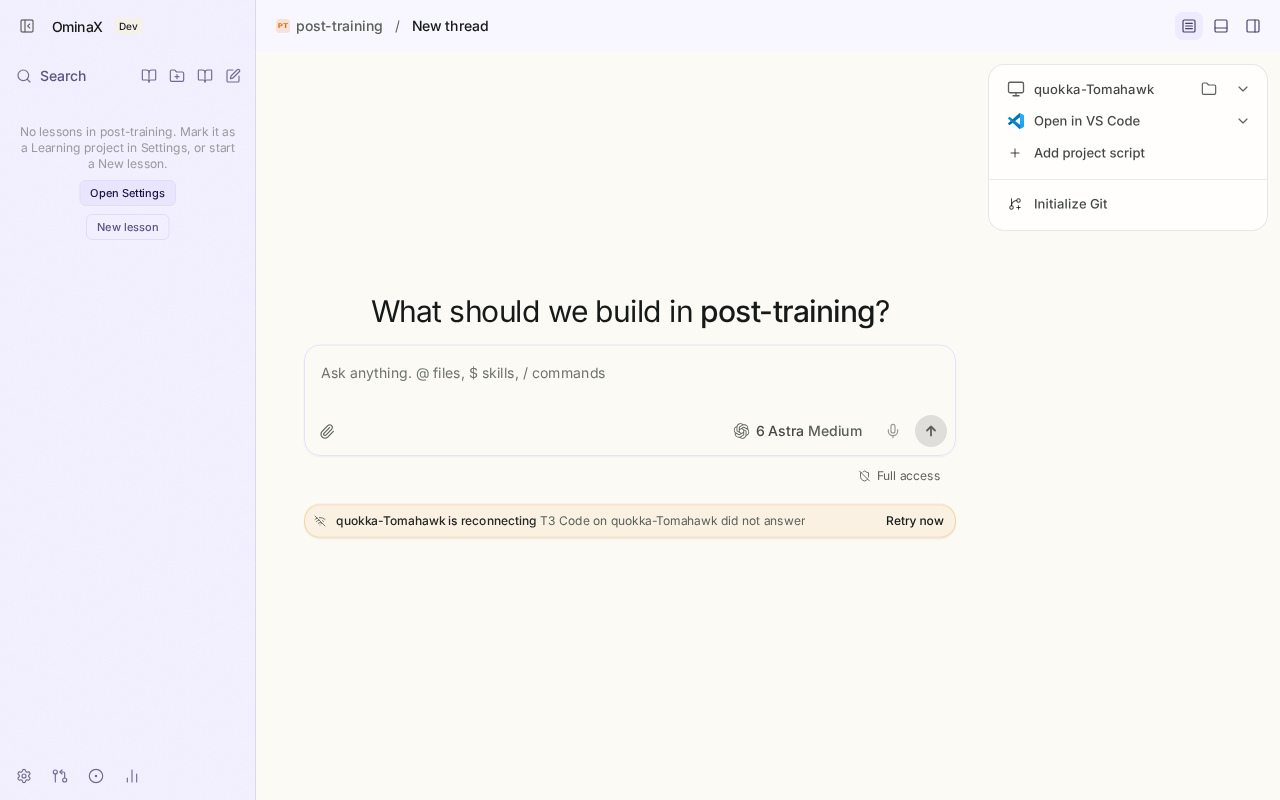 OminaX Dev
Search
No lessons in post-training. Mark it as
a Learning project in Settings, or start
a New lesson.
Open Settings
New lesson
PT post-training / New thread
quokka-Tomahawk
Open in VS Code
Add project script
Initialize Git
What should we build in post-training?
Ask anything. @ files, $ skills, / commands
6 Astra Medium
Full access
quokka-Tomahawk is reconnecting T3 Code on quokka-Tomahawk did not answer Retry now